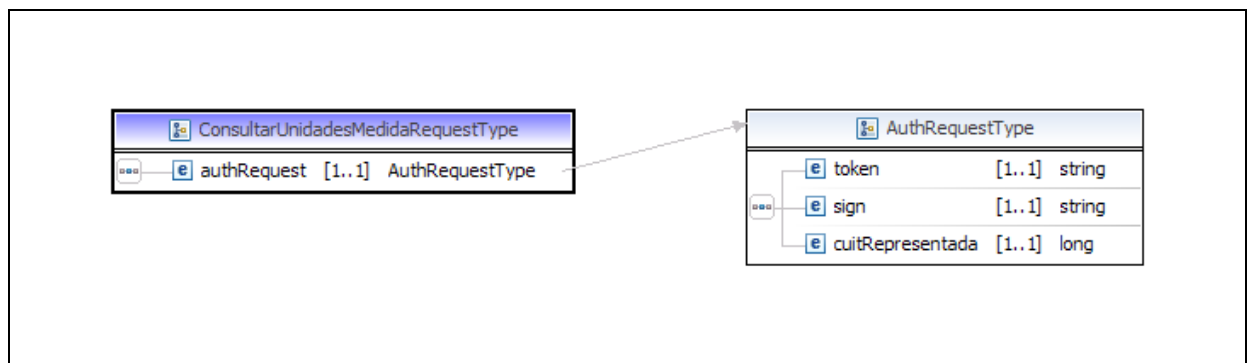 ConsultarUnidadesMedidaRequestType
e authRequest [1..1] AuthRequestType
AuthRequestType
e token [1..1] string
e sign [1..1] string
e cuitRepresentada [1..1] long